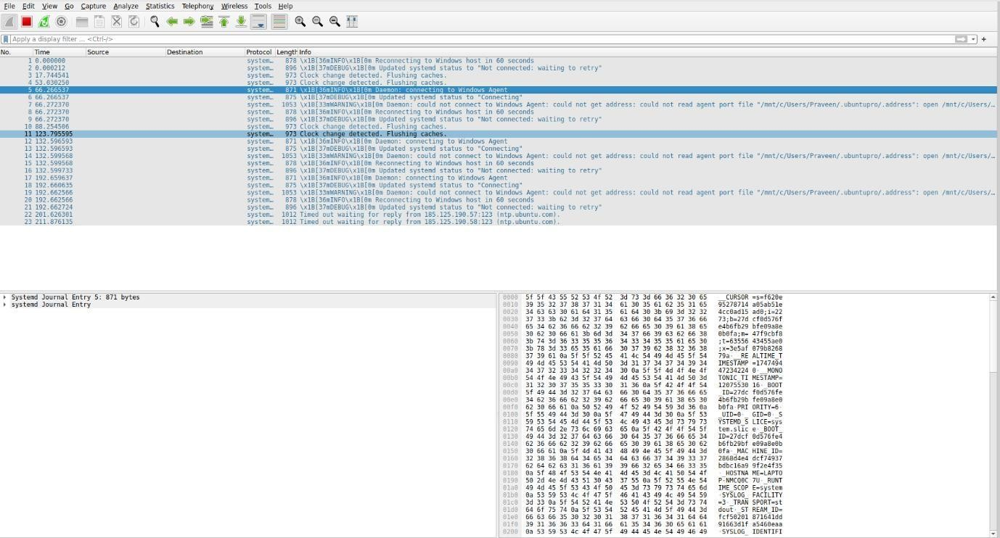 File Edit View Go Capture Analyze Statistics Telephony Wireless Tools Help
Apply a display filter ... <Ctrl-/>
No. Time Source Destination Protocol Length Info
1 0.000000 system… 878 \x1B[36mINFO\x1B[0m Reconnecting to Windows host in 60 seconds
2 0.000212 system… 896 \x1B[37mDEBUG\x1B[0m Updated systemd status to "Not connected: waiting to retry"
3 17.744541 system… 973 Clock change detected. Flushing caches.
4 53.030250 system… 973 Clock change detected. Flushing caches.
5 66.266537 system… 871 \x1B[36mINFO\x1B[0m Daemon: connecting to Windows Agent
6 66.266537 system… 875 \x1B[37mDEBUG\x1B[0m Updated systemd status to "Connecting"
7 66.272370 system… 1053 \x1B[33mWARNING\x1B[0m Daemon: could not connect to Windows Agent: could not get address: could not read agent port file "/mnt/c/Users/Praveen/.ubuntupro/.address": open /mnt/c/Users/…
8 66.272370 system… 878 \x1B[36mINFO\x1B[0m Reconnecting to Windows host in 60 seconds
9 66.272370 system… 896 \x1B[37mDEBUG\x1B[0m Updated systemd status to "Not connected: waiting to retry"
10 88.254506 system… 973 Clock change detected. Flushing caches.
11 123.795595 system… 973 Clock change detected. Flushing caches.
12 132.596593 system… 871 \x1B[36mINFO\x1B[0m Daemon: connecting to Windows Agent
13 132.596593 system… 875 \x1B[37mDEBUG\x1B[0m Updated systemd status to "Connecting"
14 132.599568 system… 1053 \x1B[33mWARNING\x1B[0m Daemon: could not connect to Windows Agent: could not get address: could not read agent port file "/mnt/c/Users/Praveen/.ubuntupro/.address": open /mnt/c/Users/…
15 132.599568 system… 878 \x1B[36mINFO\x1B[0m Reconnecting to Windows host in 60 seconds
16 132.599733 system… 896 \x1B[37mDEBUG\x1B[0m Updated systemd status to "Not connected: waiting to retry"
17 192.659637 system… 871 \x1B[36mINFO\x1B[0m Daemon: connecting to Windows Agent
18 192.660635 system… 875 \x1B[37mDEBUG\x1B[0m Updated systemd status to "Connecting"
19 192.662566 system… 1053 \x1B[33mWARNING\x1B[0m Daemon: could not connect to Windows Agent: could not get address: could not read agent port file "/mnt/c/Users/Praveen/.ubuntupro/.address": open /mnt/c/Users/…
20 192.662566 system… 878 \x1B[36mINFO\x1B[0m Reconnecting to Windows host in 60 seconds
21 192.662724 system… 896 \x1B[37mDEBUG\x1B[0m Updated systemd status to "Not connected: waiting to retry"
22 201.626301 system… 1012 Timed out waiting for reply from 185.125.190.57:123 (ntp.ubuntu.com).
23 211.876135 system… 1012 Timed out waiting for reply from 185.125.190.58:123 (ntp.ubuntu.com).
Systemd Journal Entry 5: 871 bytes
systemd Journal Entry
0000 5f 5f 43 55 52 53 4f 52 3d 73 3d 66 36 32 30 65 __CURSOR =s=f620e
0010 39 35 32 37 38 37 31 34 61 30 35 61 62 35 31 65 95278714 a05ab51e
0020 34 63 63 30 61 64 31 35 61 64 30 3b 69 3d 32 32 4cc0ad15 ad0;i=22
0030 37 33 3b 62 3d 32 37 64 63 66 30 64 35 37 36 66 73;b=27d cf0d576f
0040 65 34 62 36 66 62 32 39 62 66 65 30 39 61 38 65 e4b6fb29 bfe09a8e
0050 30 62 30 66 61 3b 6d 3d 34 37 66 39 63 62 66 38 0b0fa;m= 47f9cbf8
0060 3b 74 3d 36 33 35 35 36 34 33 34 35 35 61 65 30 ;t=63556 43455ae0
0070 3b 78 3d 33 65 35 61 66 30 37 39 62 38 32 36 38 ;x=3e5af 079b8268
0080 37 39 61 0a 5f 5f 52 45 41 4c 54 49 4d 45 5f 54 79a·__RE ALTIME_T
0090 49 4d 45 53 54 41 4d 50 3d 31 37 34 37 34 39 34 IMESTAMP =1747494
00a0 34 37 32 33 34 32 32 34 30 0a 5f 5f 4d 4f 4e 4f 47234224 0·__MONO
00b0 54 4f 4e 49 43 5f 54 49 4d 45 53 54 41 4d 50 3d TONIC_TI MESTAMP=
00c0 31 32 30 37 35 35 33 30 31 36 0a 5f 42 4f 4f 54 12075530 16·_BOOT
00d0 5f 49 44 3d 32 37 64 63 66 30 64 35 37 36 66 65 _ID=27dc f0d576fe
00e0 34 62 36 66 62 32 39 62 66 65 30 39 61 38 65 30 4b6fb29b fe09a8e0
00f0 62 30 66 61 0a 50 52 49 4f 52 49 54 59 3d 36 0a b0fa·PRI ORITY=6·
0100 5f 55 49 44 3d 30 0a 5f 47 49 44 3d 30 0a 5f 53 _UID=0·_ GID=0·_S
0110 59 53 54 45 4d 44 5f 53 4c 49 43 45 3d 73 79 73 YSTEMD_S LICE=sys
0120 74 65 6d 2e 73 6c 69 63 65 0a 5f 42 4f 4f 54 5f tem.slic e·_BOOT_
0130 49 44 3d 32 37 64 63 66 30 64 35 37 36 66 65 34 ID=27dcf 0d576fe4
0140 62 36 66 62 32 39 62 66 65 30 39 61 38 65 30 62 b6fb29bf e09a8e0b
0150 30 66 61 0a 5f 4d 41 43 48 49 4e 45 5f 49 44 3d 0fa·_MAC HINE_ID=
0160 32 38 36 38 64 34 65 34 64 63 66 37 34 39 33 37 2868d4e4 dcf74937
0170 62 64 62 63 31 36 61 39 39 66 32 65 34 66 33 35 bdbc16a9 9f2e4f35
0180 0a 5f 48 4f 53 54 4e 41 4d 45 3d 4c 41 50 54 4f ·_HOSTNA ME=LAPTO
0190 50 2d 4e 4d 43 51 30 43 37 55 0a 5f 52 55 4e 54 P-NMCQ0C 7U·_RUNT
01a0 49 4d 45 5f 53 43 4f 50 45 3d 73 79 73 74 65 6d IME_SCOP E=system
01b0 0a 53 59 53 4c 4f 47 5f 46 41 43 49 4c 49 54 59 ·SYSLOG_ FACILITY
01c0 3d 33 0a 5f 54 52 41 4e 53 50 4f 52 54 3d 73 74 =3·_TRAN SPORT=st
01d0 64 6f 75 74 0a 5f 53 54 52 45 41 4d 5f 49 44 3d dout·_ST REAM_ID=
01e0 66 63 66 35 30 32 30 31 38 37 31 36 34 31 64 64 fcf50201 871641dd
01f0 39 31 36 36 33 64 31 66 61 35 34 36 30 65 61 61 91663d1f a5460eaa
0200 0a 53 59 53 4c 4f 47 5f 49 44 45 4e 54 49 46 49 ·SYSLOG_ IDENTIFI